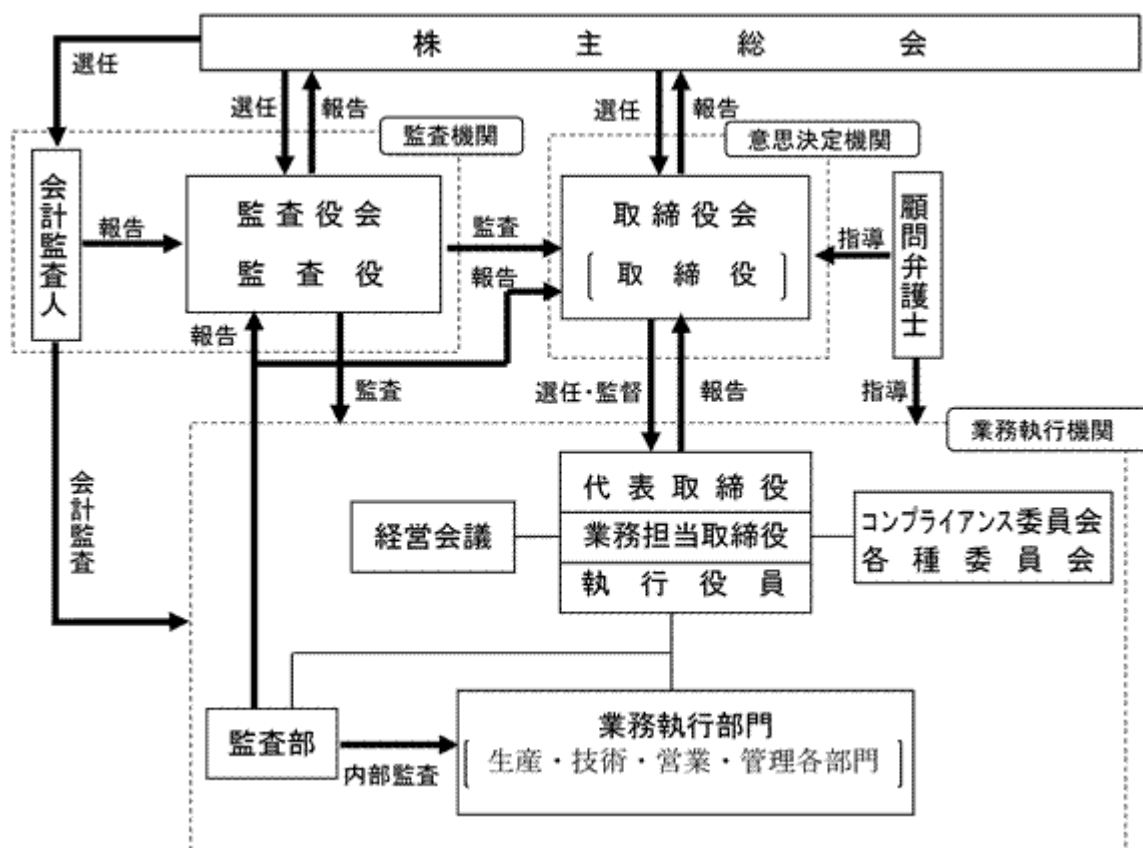 株主総会
選任
選任
報告
選任
報告
監査機関
意思決定機関
会計監査人
報告
監査役会
監査役
監査
報告
取締役会
〔取締役〕
指導
顧問弁護士
報告
監査
選任・監督
報告
指導
業務執行機関
会計監査
経営会議
代表取締役
業務担当取締役
執行役員
コンプライアンス委員会
各種委員会
監査部
内部監査
業務執行部門
〔生産・技術・営業・管理各部門〕